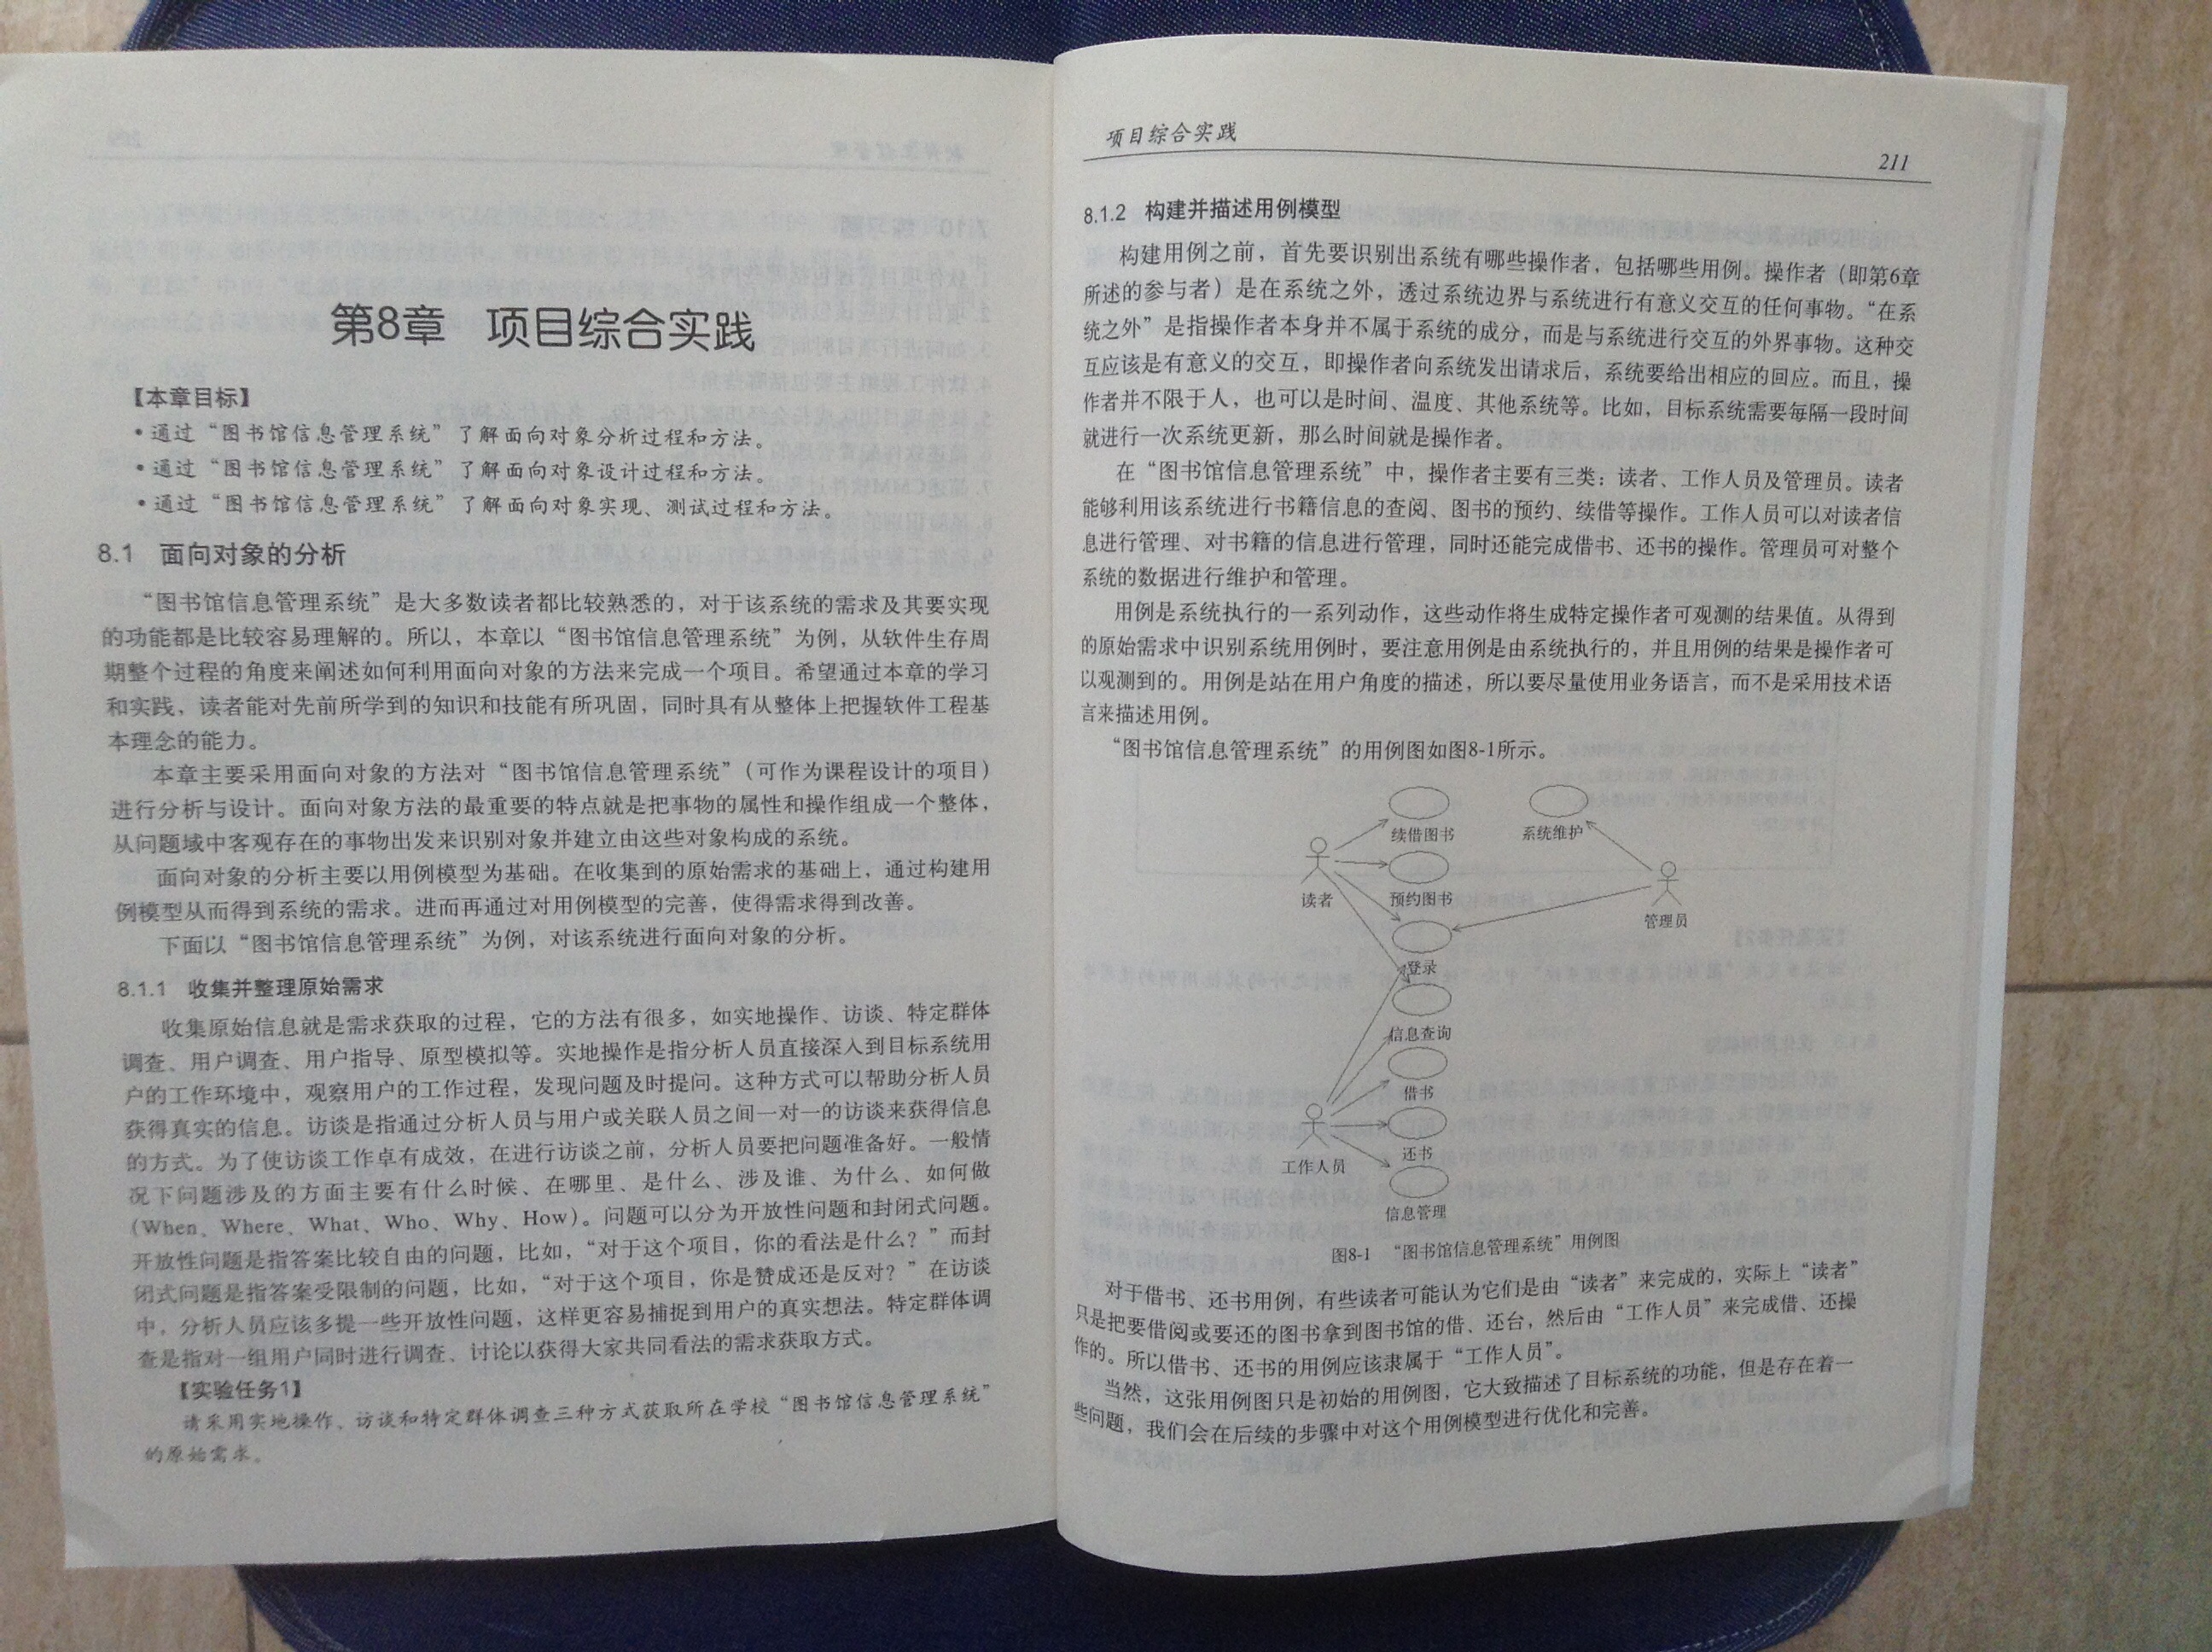 第8章 项目综合实践
【本章目标】
•通过“图书馆信息管理系统”了解面向对象分析过程和方法。
•通过“图书馆信息管理系统”了解面向对象设计过程和方法。
•通过“图书馆信息管理系统”了解面向对象实现、测试过程和方法。
8.1 面向对象的分析
“图书馆信息管理系统”是大多数读者都比较熟悉的，对于该系统的需求及其要实现
的功能都是比较容易理解的。所以，本章以“图书馆信息管理系统”为例，从软件生存周
期整个过程的角度来阐述如何利用面向对象的方法来完成一个项目。希望通过本章的学习
和实践，读者能对先前所学到的知识和技能有所巩固，同时具有从整体上把握软件工程基
本理念的能力。
本章主要采用面向对象的方法对“图书馆信息管理系统”（可作为课程设计的项目）
进行分析与设计。面向对象方法的最重要的特点就是把事物的属性和操作组成一个整体，
从问题域中客观存在的事物出发来识别对象并建立由这些对象构成的系统。
面向对象的分析主要以用例模型为基础。在收集到的原始需求的基础上，通过构建用
例模型从而得到系统的需求。进而再通过对用例模型的完善，使得需求得到改善。
下面以“图书馆信息管理系统”为例，对该系统进行面向对象的分析。
8.1.1 收集并整理原始需求
收集原始信息就是需求获取的过程，它的方法有很多，如实地操作、访谈、特定群体
调查、用户调查、用户指导、原型模拟等。实地操作是指分析人员直接深入到目标系统用
户的工作环境中，观察用户的工作过程，发现问题及时提问。这种方式可以帮助分析人员
获得真实的信息。访谈是指通过分析人员与用户或关联人员之间一对一的访谈来获得信息
的方式。为了使访谈工作卓有成效，在进行访谈之前，分析人员要把问题准备好。一般情
况下问题涉及的方面主要有什么时候、在哪里、是什么、涉及谁、为什么、如何做
（When、Where、What、Who、Why、How）。问题可以分为开放性问题和封闭式问题。
开放性问题是指答案比较自由的问题，比如，“对于这个项目，你的看法是什么？”而封
闭式问题是指答案受限制的问题，比如，“对于这个项目，你是赞成还是反对？”在访谈
中，分析人员应该多提一些开放性问题，这样更容易捕捉到用户的真实想法。特定群体调
查是指对一组用户同时进行调查、讨论以获得大家共同看法的需求获取方式。
【实验任务1】
请采用实地操作、访谈和特定群体调查三种方式获取所在学校“图书馆信息管理系统”
的原始需求。
项目综合实践
211
8.1.2 构建并描述用例模型
构建用例之前，首先要识别出系统有哪些操作者，包括哪些用例。操作者（即第6章
所述的参与者）是在系统之外，透过系统边界与系统进行有意义交互的任何事物。“在系
统之外”是指操作者本身并不属于系统的成分，而是与系统进行交互的外界事物。这种交
互应该是有意义的交互，即操作者向系统发出请求后，系统要给出相应的回应。而且，操
作者并不限于人，也可以是时间、温度、其他系统等。比如，目标系统需要每隔一段时间
就进行一次系统更新，那么时间就是操作者。
在“图书馆信息管理系统”中，操作者主要有三类：读者、工作人员及管理员。读者
能够利用该系统进行书籍信息的查阅、图书的预约、续借等操作。工作人员可以对读者信
息进行管理、对书籍的信息进行管理，同时还能完成借书、还书的操作。管理员可对整个
系统的数据进行维护和管理。
用例是系统执行的一系列动作，这些动作将生成特定操作者可观测的结果值。从得到
的原始需求中识别系统用例时，要注意用例是由系统执行的，并且用例的结果是操作者可
以观测到的。用例是站在用户角度的描述，所以要尽量使用业务语言，而不是采用技术语
言来描述用例。
“图书馆信息管理系统”的用例图如图8-1所示。
续借图书
系统维护
读者
预约图书
管理员
登录
信息查询
借书
还书
工作人员
信息管理
图8-1 “图书馆信息管理系统”用例图
对于借书、还书用例，有些读者可能认为它们是由“读者”来完成的，实际上“读者”
只是把要借阅或要还的图书拿到图书馆的借、还台，然后由“工作人员”来完成借、还操
作的。所以借书、还书的用例应该隶属于“工作人员”。
当然，这张用例图只是初始的用例图，它大致描述了目标系统的功能，但是存在着一
些问题，我们会在后续的步骤中对这个用例模型进行优化和完善。